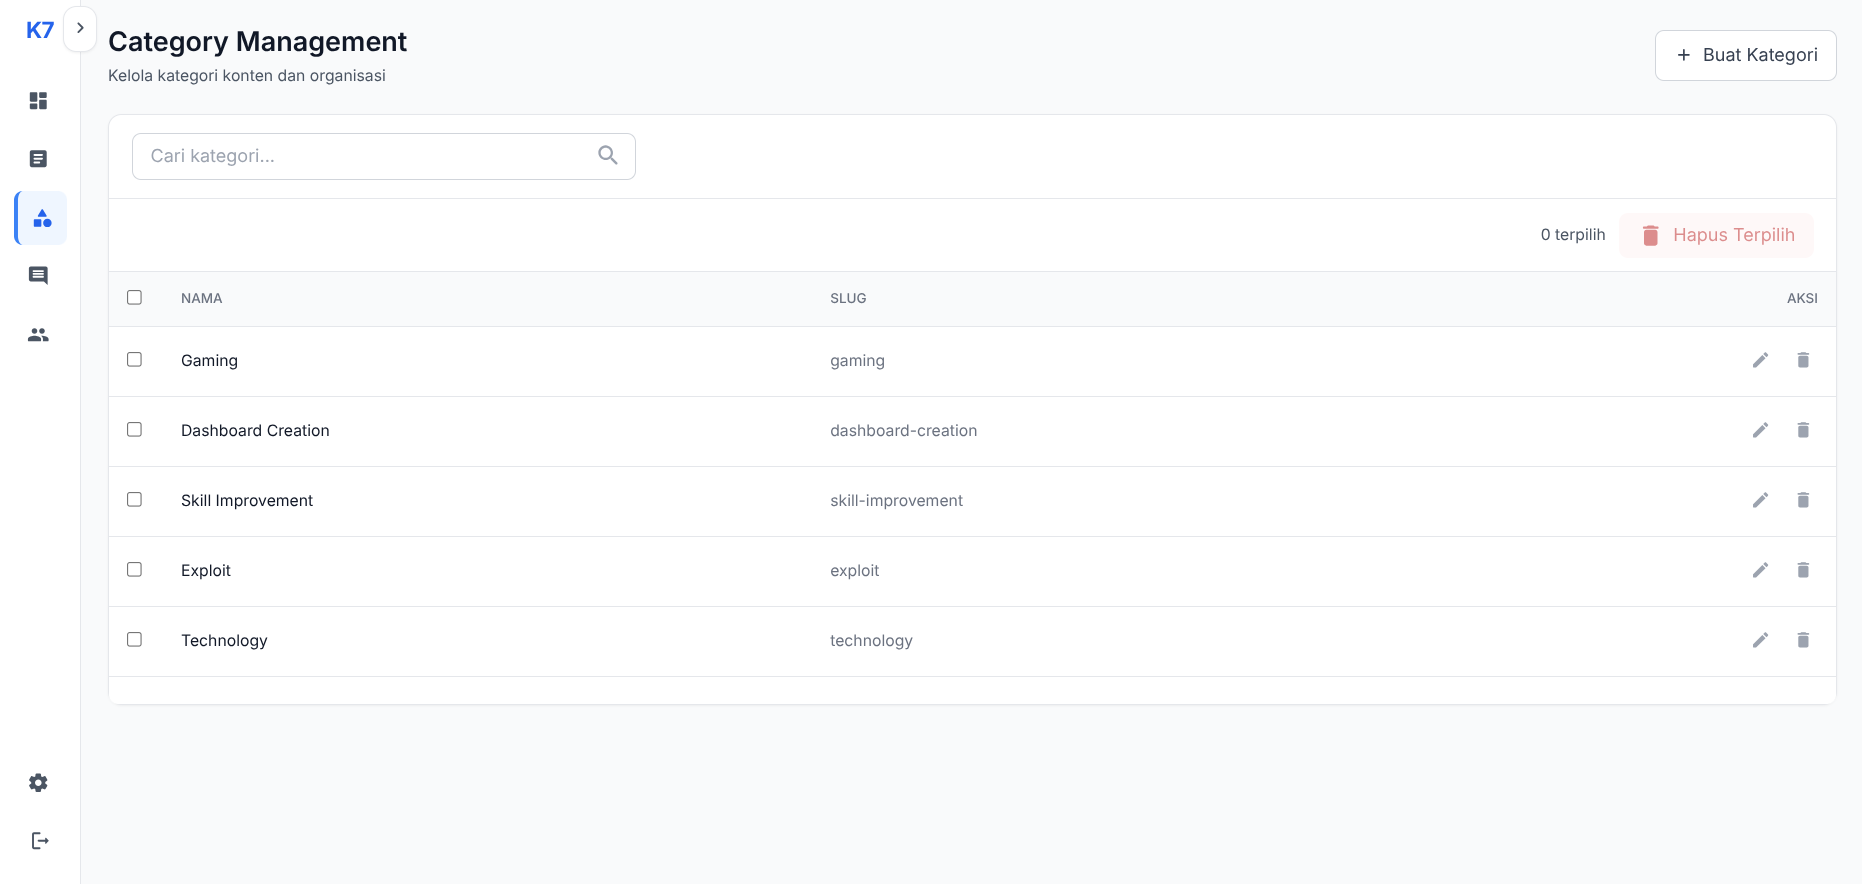 K7
Category Management
Kelola kategori konten dan organisasi
+ Buat Kategori
Cari kategori...
0 terpilih
Hapus Terpilih
NAMA SLUG AKSI
Gaming gaming
Dashboard Creation dashboard-creation
Skill Improvement skill-improvement
Exploit exploit
Technology technology